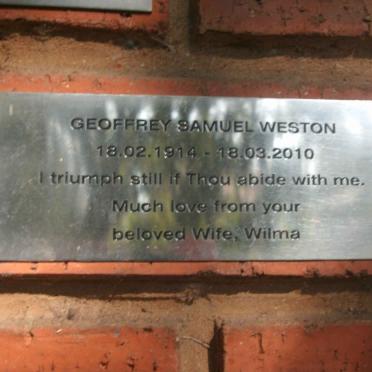 GEOFFREY SAMUEL WESTON
18.02.1914 - 18.03.2010
I triumph still if Thou abide with me.
Much love from your
beloved Wife, Wilma